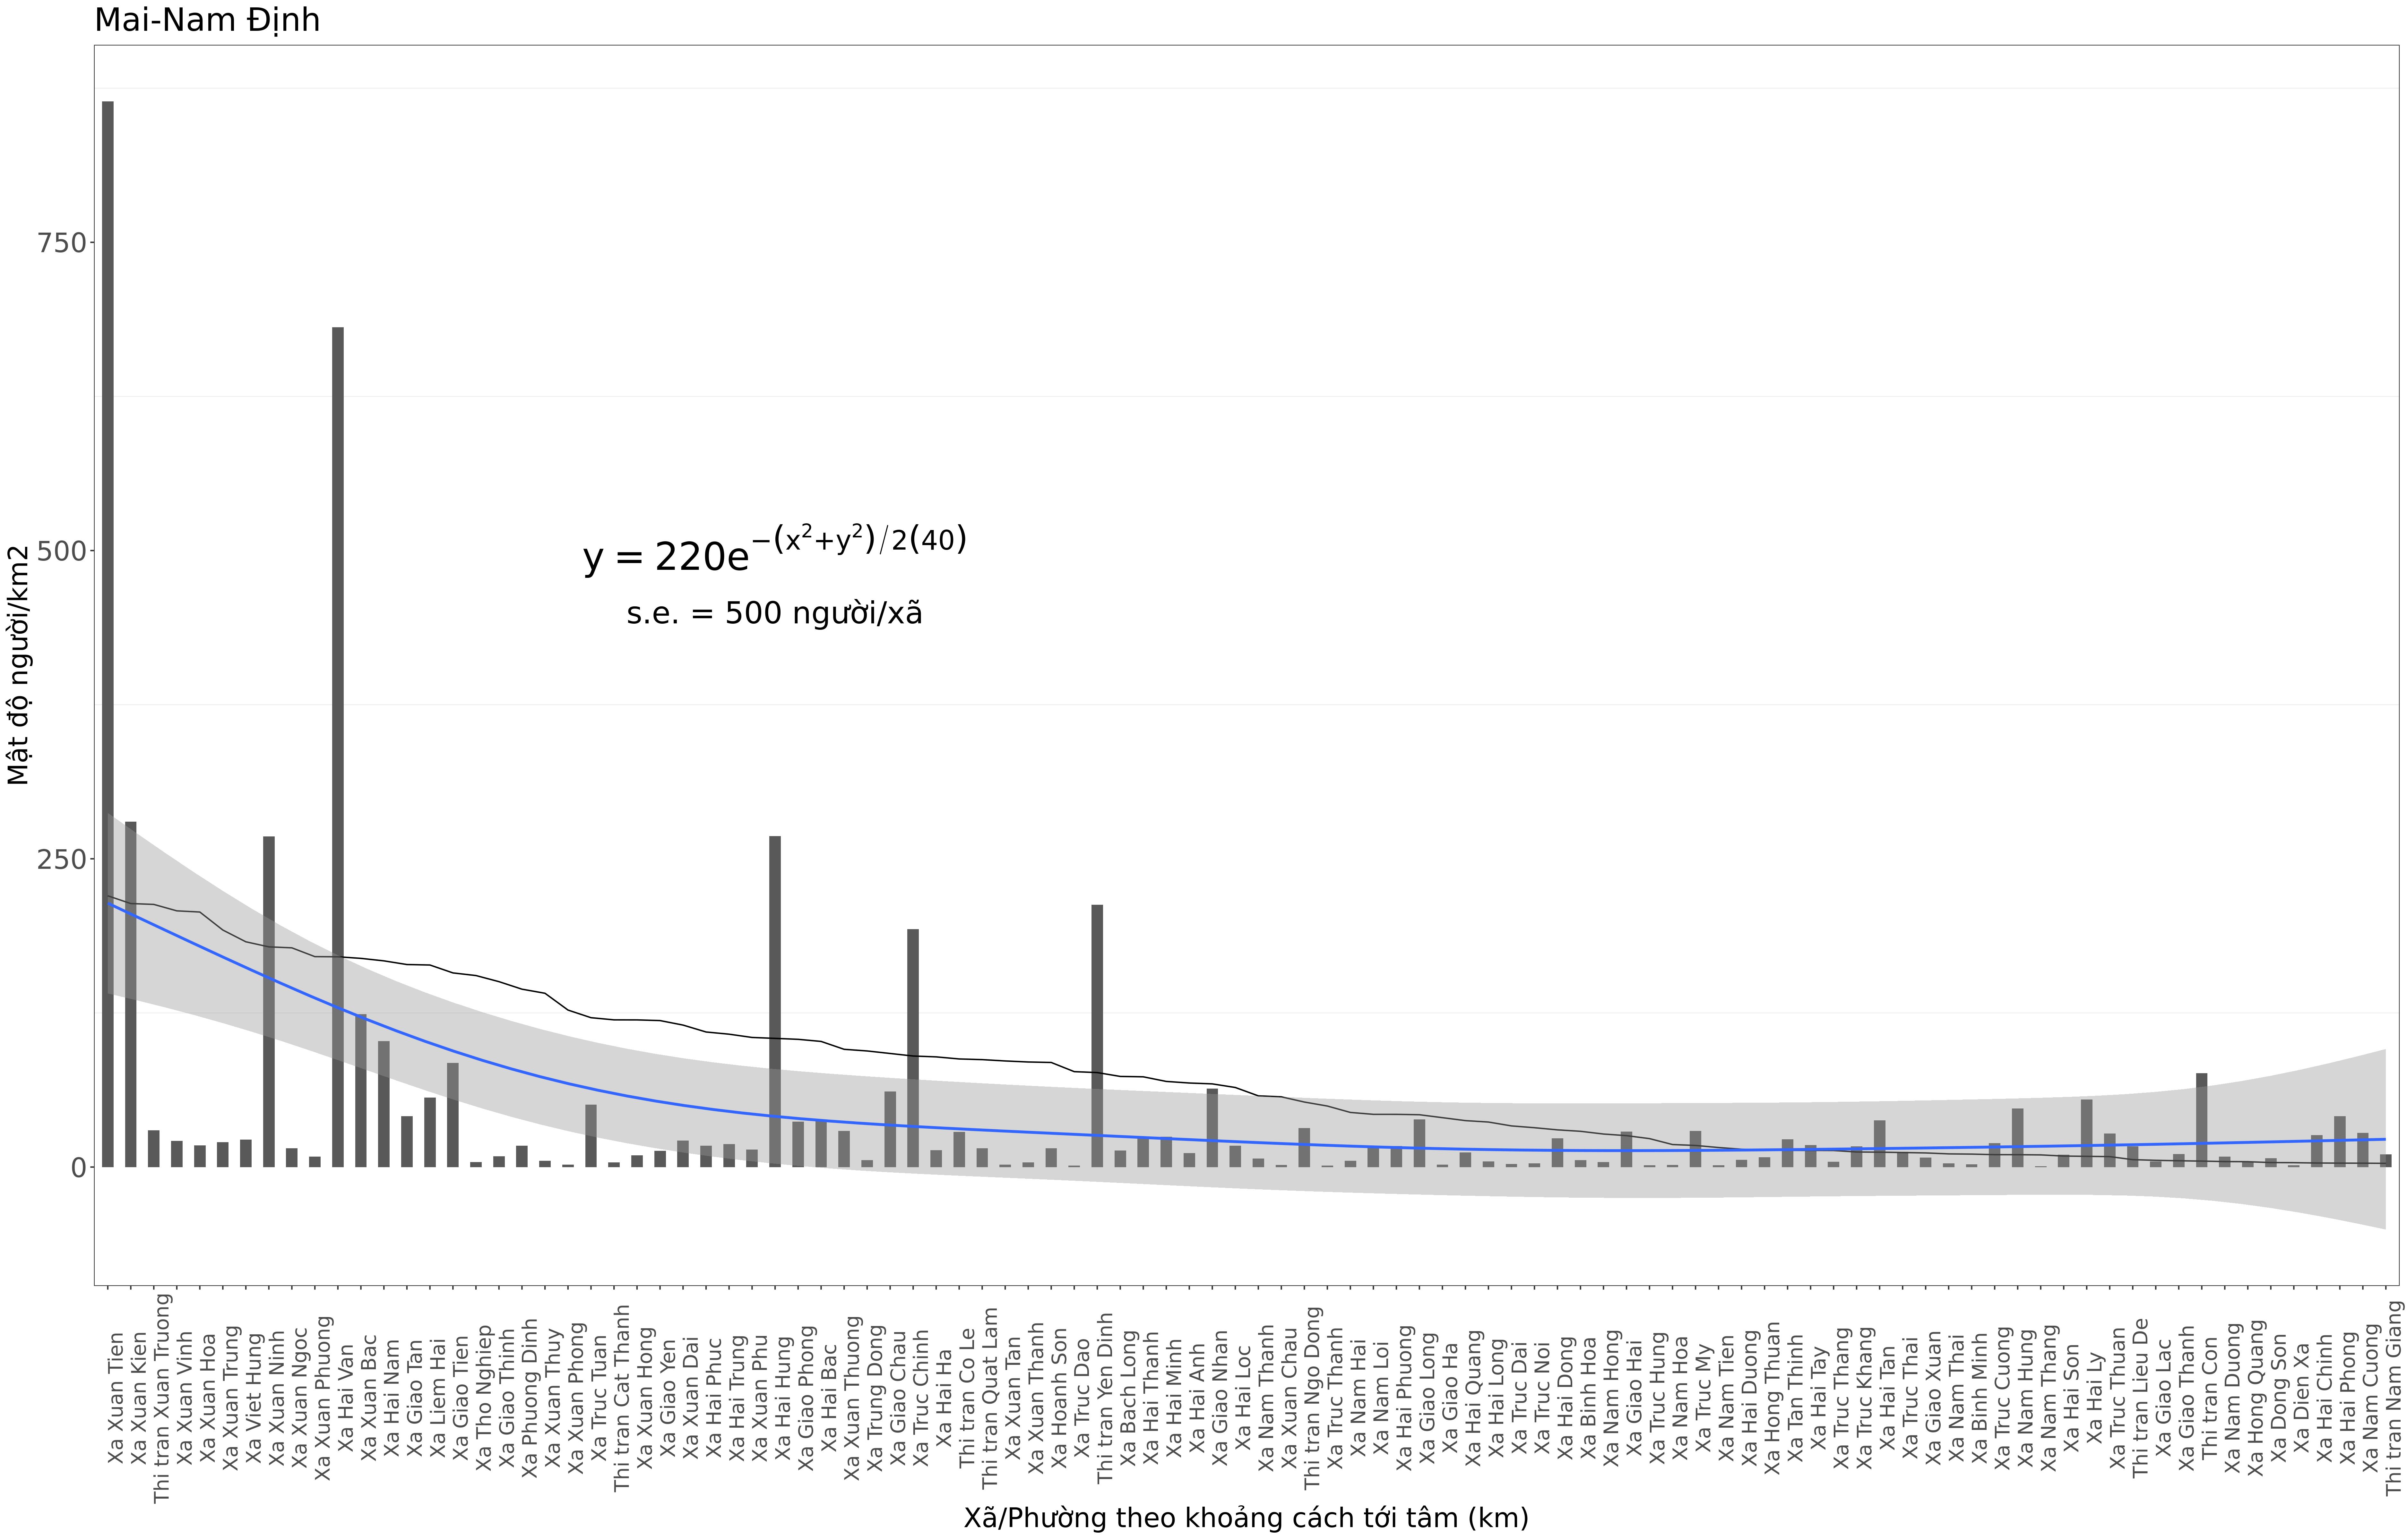 Mai-Nam Định
Mật độ người/km2
750
500
250
0
y = 220e^−(x²+y²)/2(40)
s.e. = 500 người/xã
Xa Xuan Tien
Xa Xuan Kien
Thi tran Xuan Truong
Xa Xuan Vinh
Xa Xuan Hoa
Xa Xuan Trung
Xa Viet Hung
Xa Xuan Ninh
Xa Xuan Ngoc
Xa Xuan Phuong
Xa Hai Van
Xa Xuan Bac
Xa Hai Nam
Xa Giao Tan
Xa Liem Hai
Xa Giao Tien
Xa Tho Nghiep
Xa Giao Thinh
Xa Phuong Dinh
Xa Xuan Thuy
Xa Xuan Phong
Xa Truc Tuan
Thi tran Cat Thanh
Xa Xuan Hong
Xa Giao Yen
Xa Xuan Dai
Xa Hai Phuc
Xa Hai Trung
Xa Xuan Phu
Xa Hai Hung
Xa Giao Phong
Xa Hai Bac
Xa Xuan Thuong
Xa Trung Dong
Xa Giao Chau
Xa Truc Chinh
Xa Hai Ha
Thi tran Co Le
Thi tran Quat Lam
Xa Xuan Tan
Xa Xuan Thanh
Xa Hoanh Son
Xa Truc Dao
Thi tran Yen Dinh
Xa Bach Long
Xa Hai Thanh
Xa Hai Minh
Xa Hai Anh
Xa Giao Nhan
Xa Hai Loc
Xa Nam Thanh
Xa Xuan Chau
Thi tran Ngo Dong
Xa Truc Thanh
Xa Nam Hai
Xa Nam Loi
Xa Hai Phuong
Xa Giao Long
Xa Giao Ha
Xa Hai Quang
Xa Hai Long
Xa Truc Dai
Xa Truc Noi
Xa Hai Dong
Xa Binh Hoa
Xa Nam Hong
Xa Giao Hai
Xa Truc Hung
Xa Nam Hoa
Xa Truc My
Xa Nam Tien
Xa Hai Duong
Xa Hong Thuan
Xa Tan Thinh
Xa Hai Tay
Xa Truc Thang
Xa Truc Khang
Xa Hai Tan
Xa Truc Thai
Xa Giao Xuan
Xa Nam Thai
Xa Binh Minh
Xa Truc Cuong
Xa Nam Hung
Xa Nam Thang
Xa Hai Son
Xa Hai Ly
Xa Truc Thuan
Thi tran Lieu De
Xa Giao Lac
Xa Giao Thanh
Thi tran Con
Xa Nam Duong
Xa Hong Quang
Xa Dong Son
Xa Dien Xa
Xa Hai Chinh
Xa Hai Phong
Xa Nam Cuong
Thi tran Nam Giang
Xã/Phường theo khoảng cách tới tâm (km)